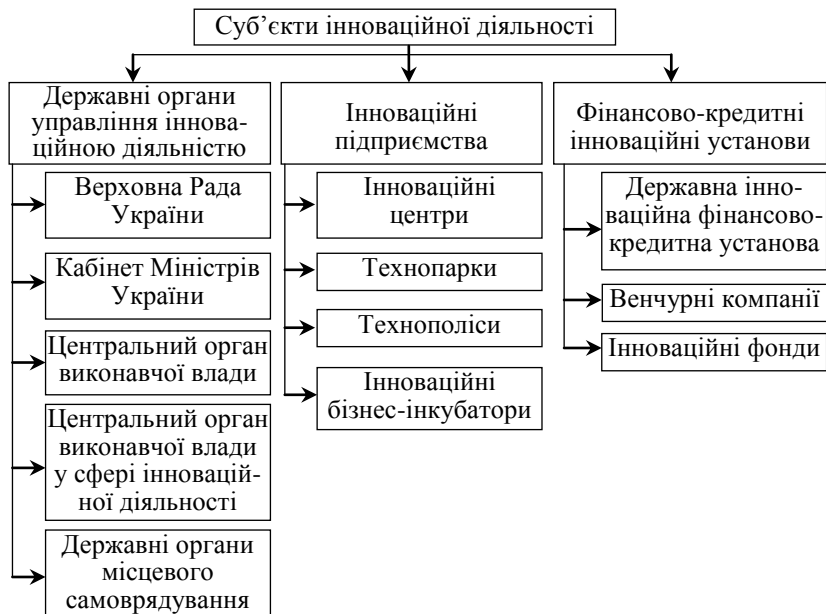 Суб’єкти інноваційної діяльності
Державні органи
управління іннова-
ційною діяльністю
Верховна Рада
України
Кабінет Міністрів
України
Центральний орган
виконавчої влади
Центральний орган
виконавчої влади
у сфері інновацій-
ної діяльності
Державні органи
місцевого
самоврядування
Інноваційні
підприємства
Інноваційні
центри
Технопарки
Технополіси
Інноваційні
бізнес-інкубатори
Фінансово-кредитні
інноваційні установи
Державна інно-
ваційна фінансово-
кредитна установа
Венчурні компанії
Інноваційні фонди